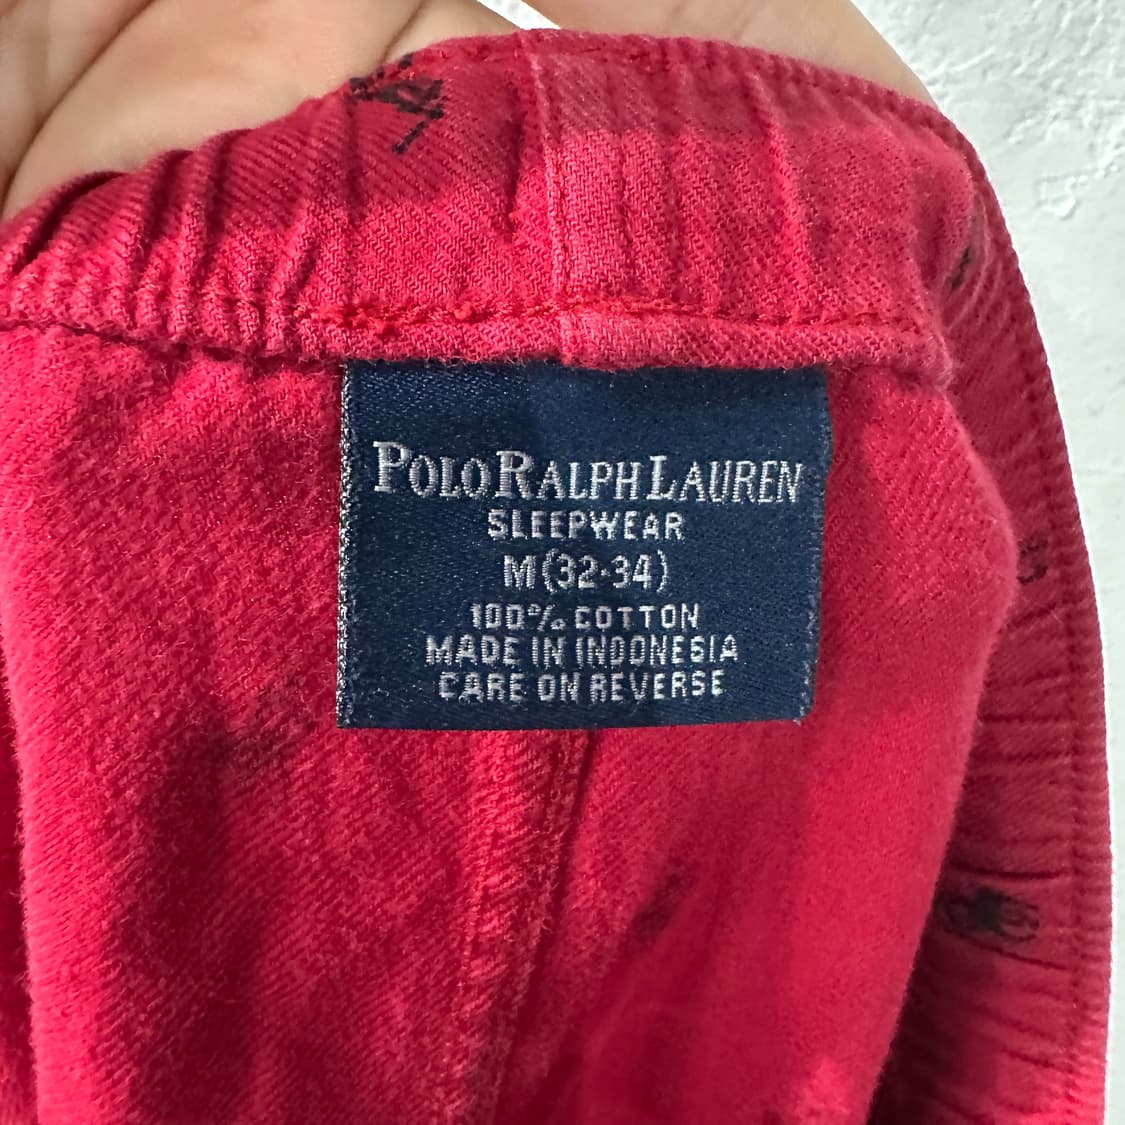 POLO RALPH LAUREN
SLEEPWEAR
M(32-34)
100% COTTON
MADE IN INDONESIA
CARE ON REVERSE